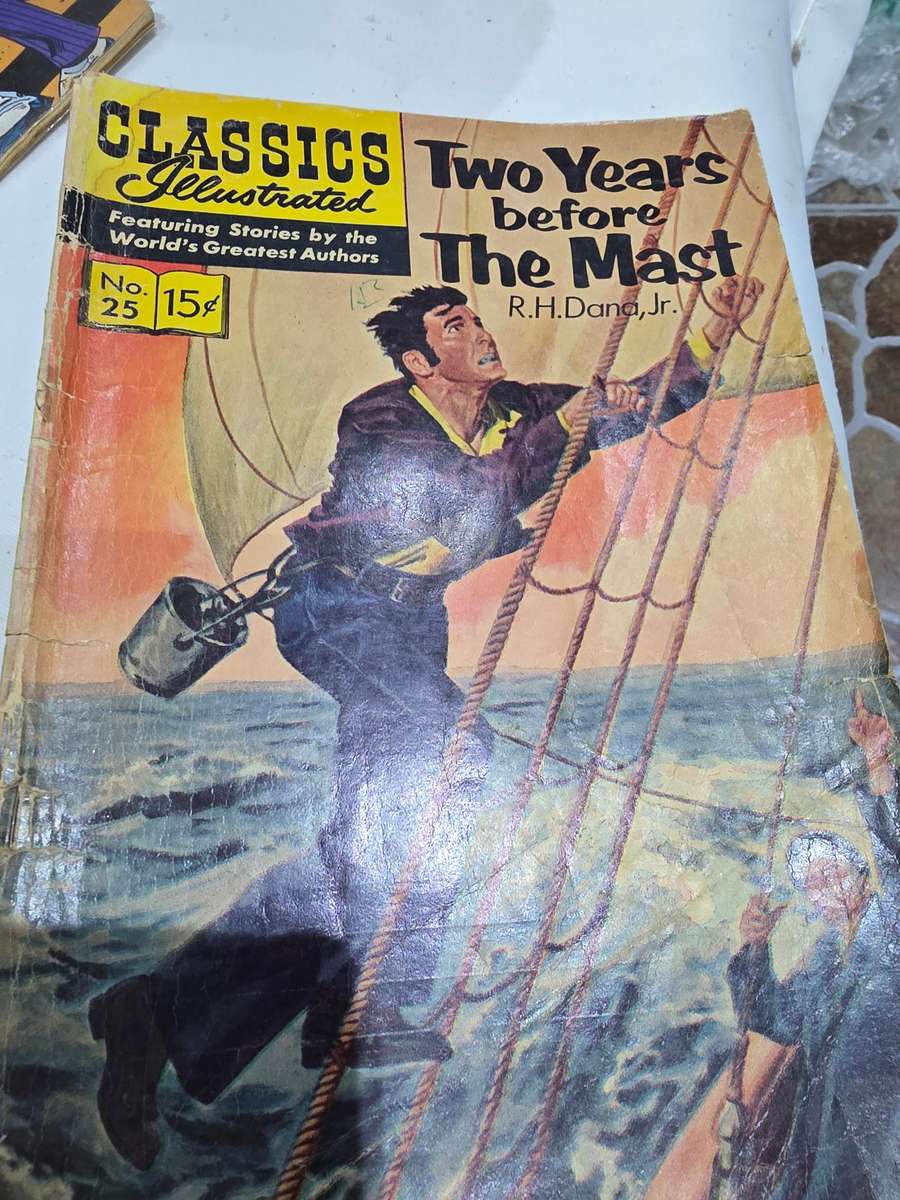 CLASSICS
Illustrated
Featuring Stories by the
World's Greatest Authors
No.
25
15¢
Two Years
before
The Mast
R.H.Dana,Jr.